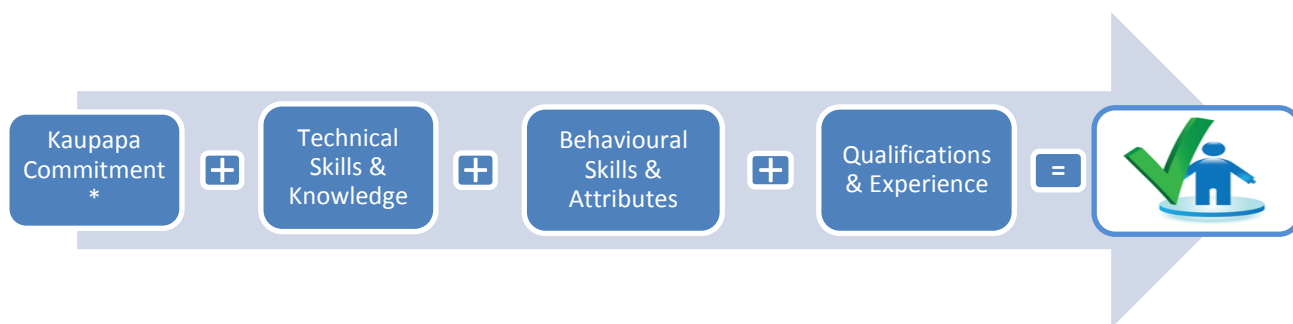 Kaupapa
Commitment
*
+
Technical
Skills &
Knowledge
+
Behavioural
Skills &
Attributes
+
Qualifications
& Experience
=